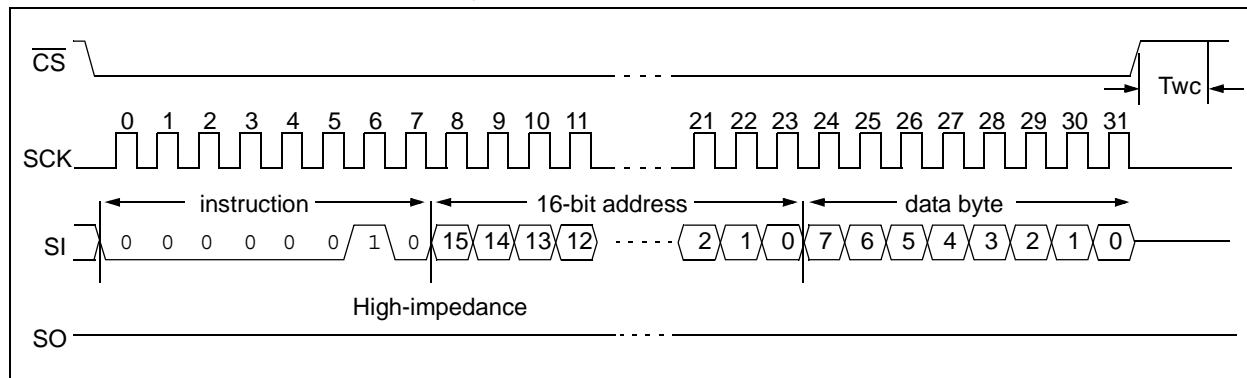 CS
Twc
0 1 2 3 4 5 6 7 8 9 10 11 21 22 23 24 25 26 27 28 29 30 31
SCK
instruction 16-bit address data byte
SI 0 0 0 0 0 0 1 0 15 14 13 12 2 1 0 7 6 5 4 3 2 1 0
High-impedance
SO